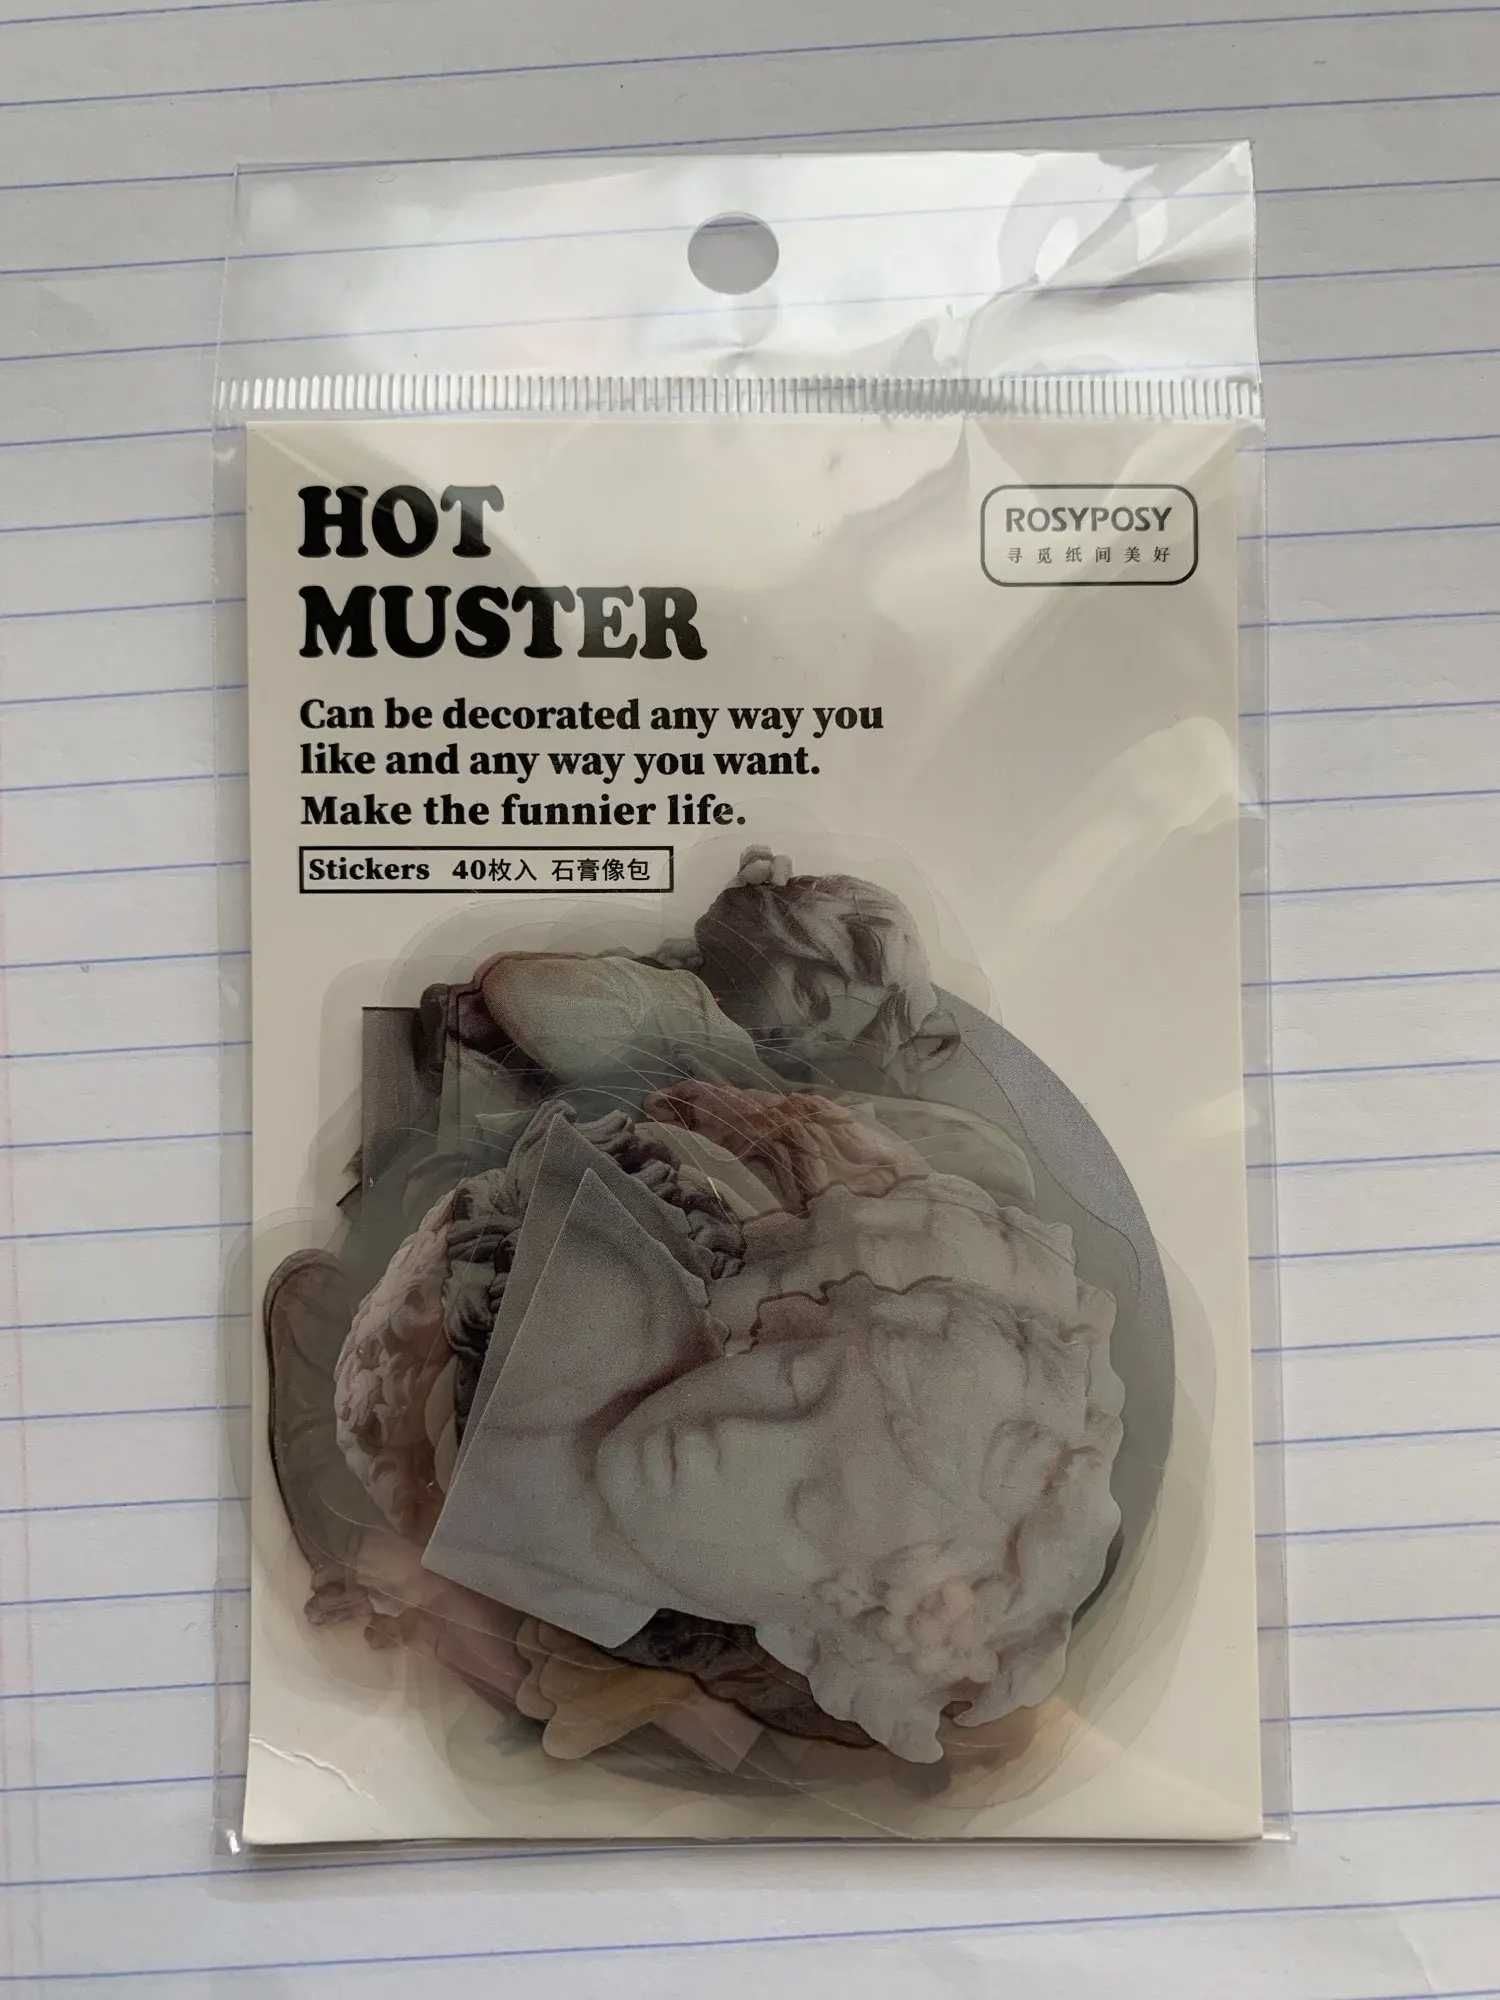 HOT
MUSTER
ROSYPOSY
寻觅纸间美好
Can be decorated any way you
like and any way you want.
Make the funnier life.
Stickers 40枚入 石膏像包